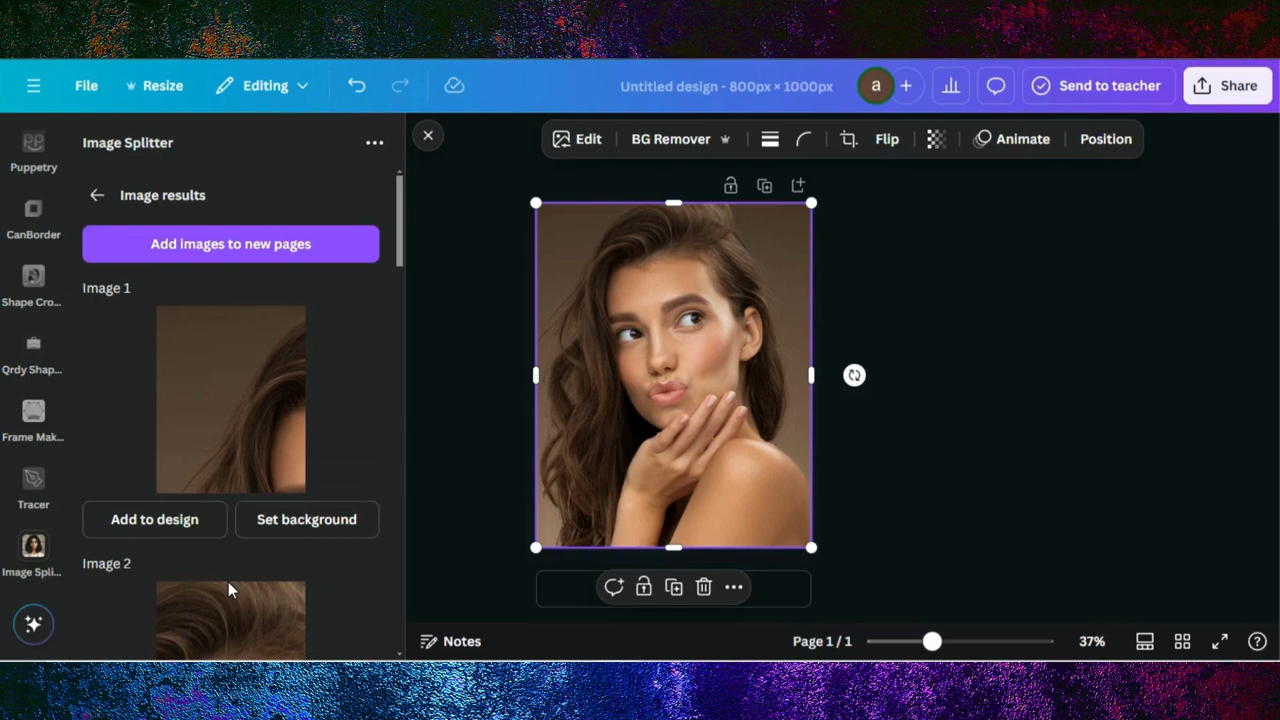 File
Resize
Editing
Untitled design - 800px × 1000px
a
Send to teacher
Share
Puppetry
CanBorder
Shape Cro...
Qrdy Shap...
Frame Mak...
Tracer
Image Spli...
Image Splitter
Image results
Add images to new pages
Image 1
Add to design
Set background
Image 2
Edit
BG Remover
Flip
Animate
Position
Notes
Page 1 / 1
37%